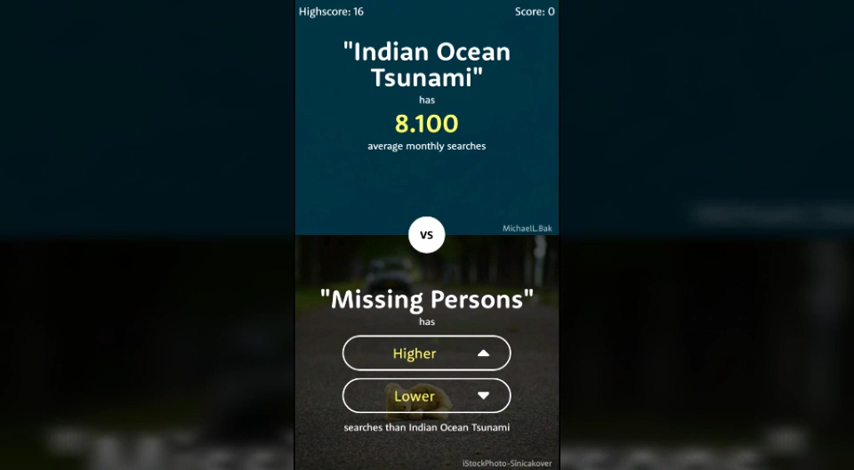 Highscore: 16
Score: 0
"Indian Ocean
Tsunami"
has
8.100
average monthly searches
MichaelL.Bak
VS
"Missing Persons"
has
Higher
Lower
searches than Indian Ocean Tsunami
iStockPhoto-Sinicakover